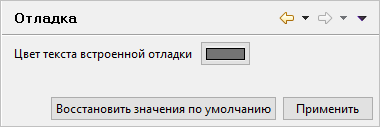 Отладка
Цвет текста встроенной отладки
Восстановить значения по умолчанию Применить